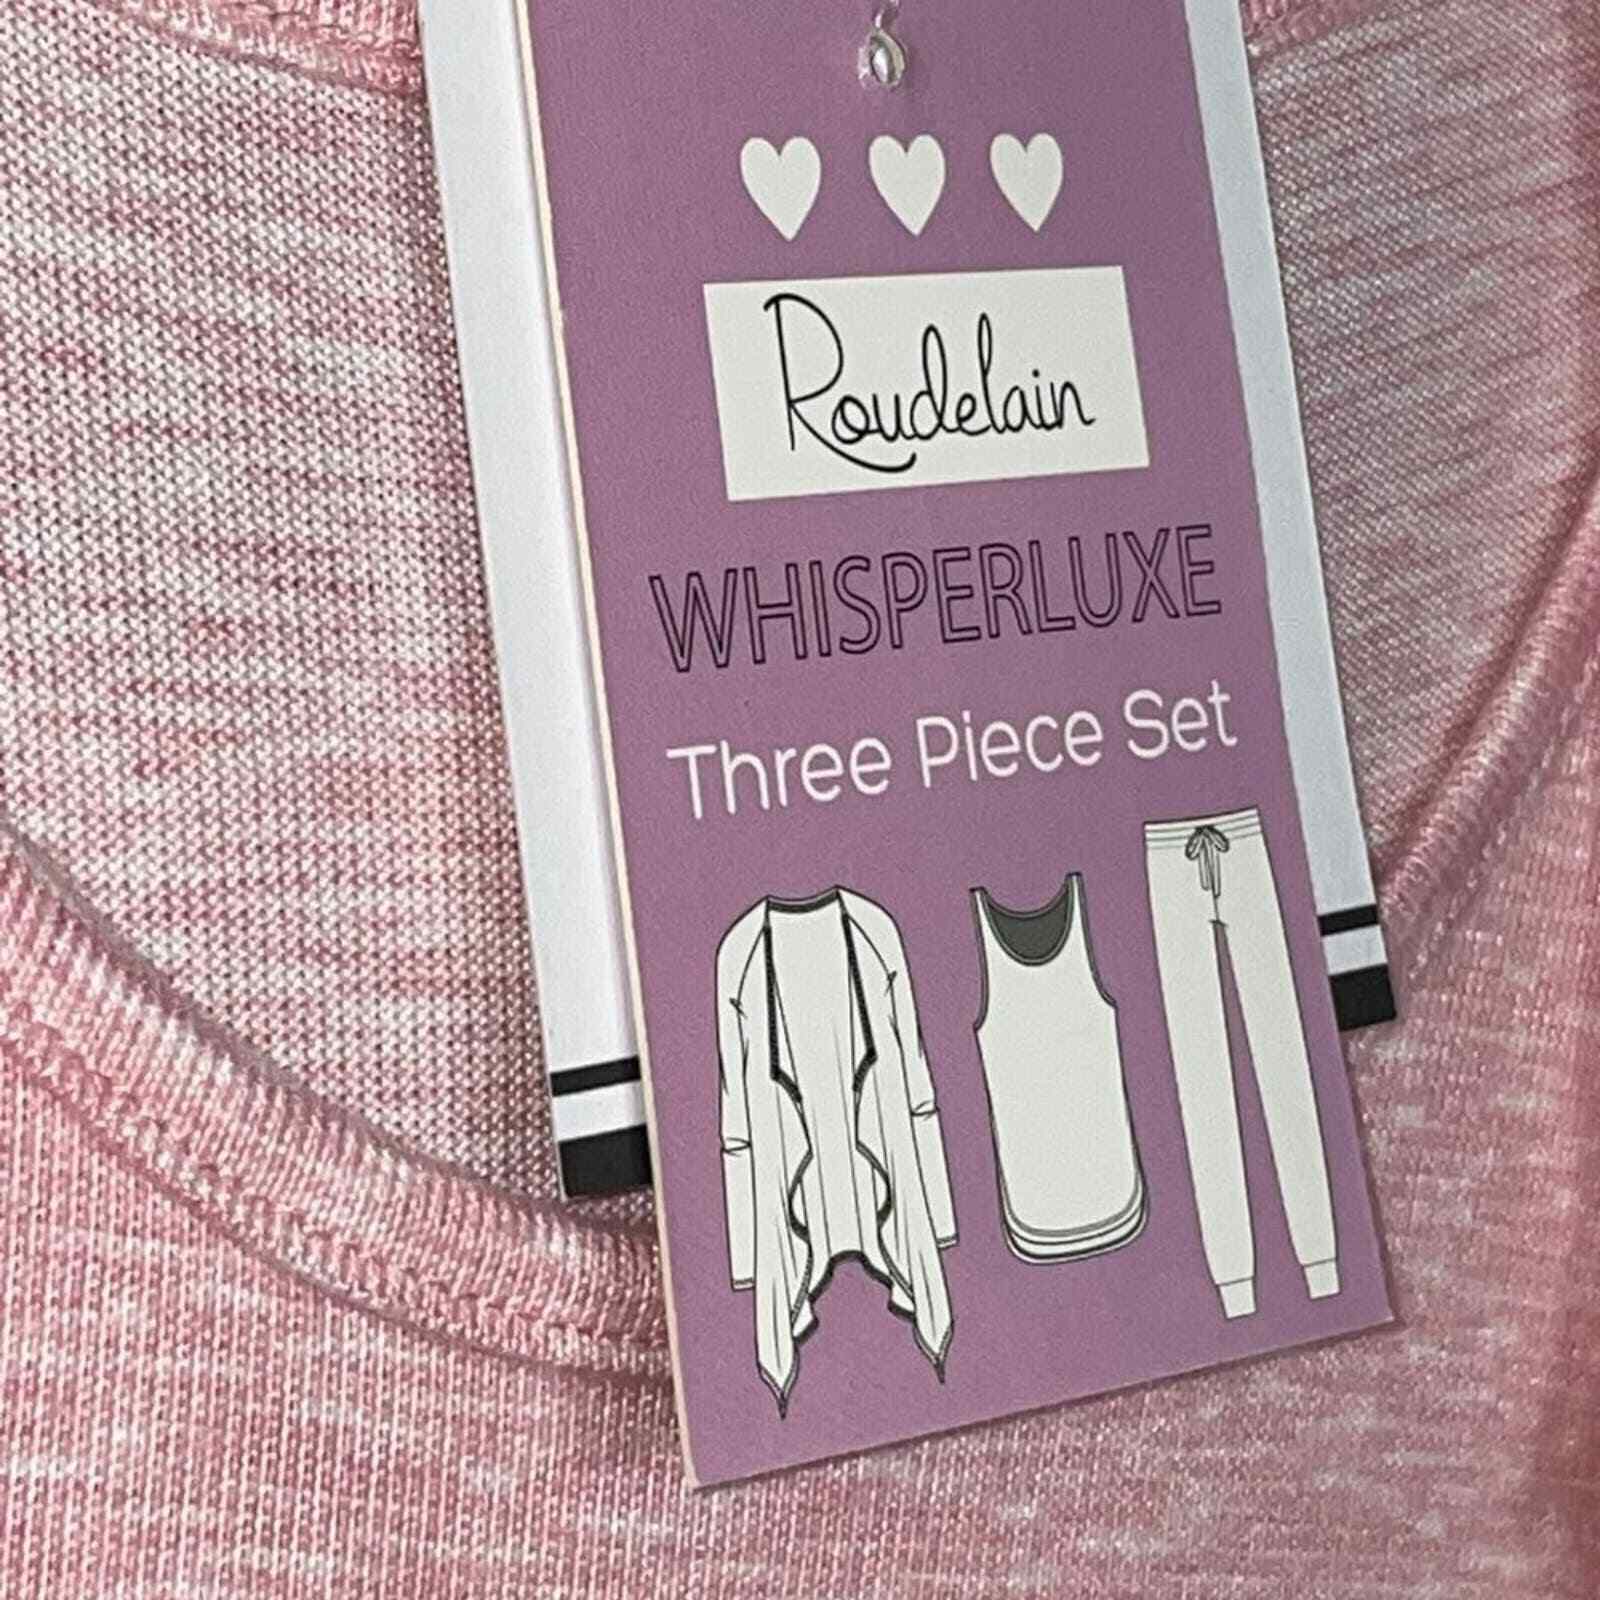 Roudelain
WHISPERLUXE
Three Piece Set